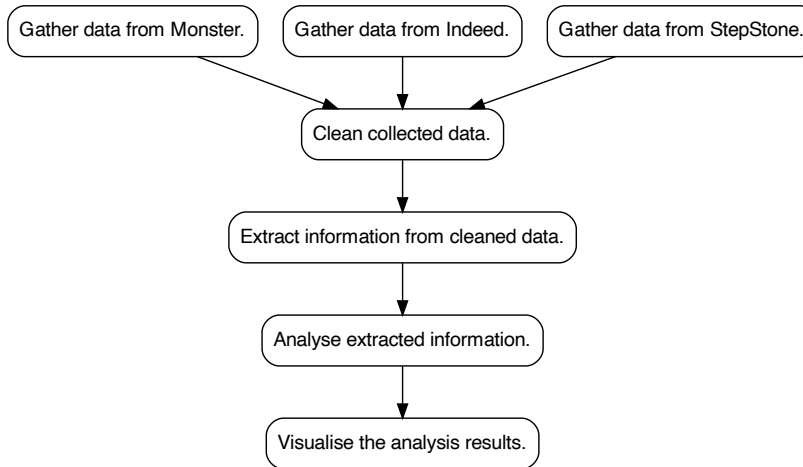 Gather data from Monster.
Gather data from Indeed.
Gather data from StepStone.
Clean collected data.
Extract information from cleaned data.
Analyse extracted information.
Visualise the analysis results.